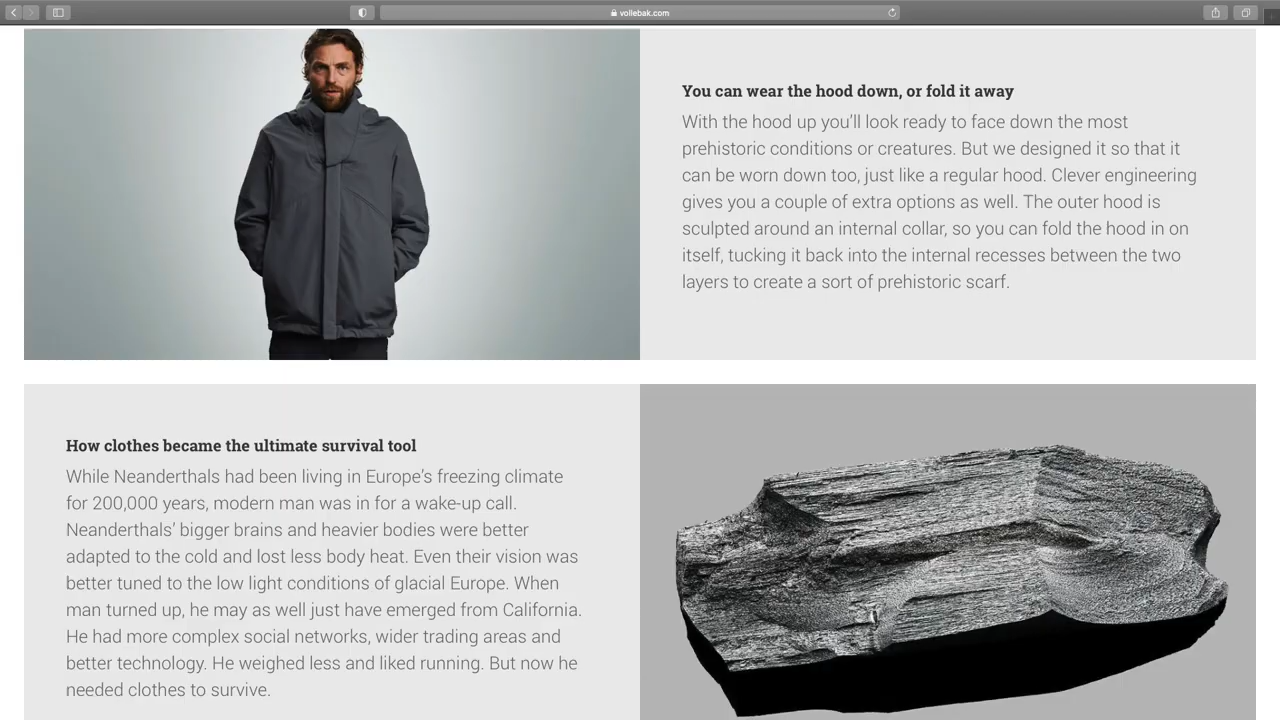 vollebak.com
You can wear the hood down, or fold it away
With the hood up you’ll look ready to face down the most
prehistoric conditions or creatures. But we designed it so that it
can be worn down too, just like a regular hood. Clever engineering
gives you a couple of extra options as well. The outer hood is
sculpted around an internal collar, so you can fold the hood in on
itself, tucking it back into the internal recesses between the two
layers to create a sort of prehistoric scarf.
How clothes became the ultimate survival tool
While Neanderthals had been living in Europe’s freezing climate
for 200,000 years, modern man was in for a wake-up call.
Neanderthals’ bigger brains and heavier bodies were better
adapted to the cold and lost less body heat. Even their vision was
better tuned to the low light conditions of glacial Europe. When
man turned up, he may as well just have emerged from California.
He had more complex social networks, wider trading areas and
better technology. He weighed less and liked running. But now he
needed clothes to survive.